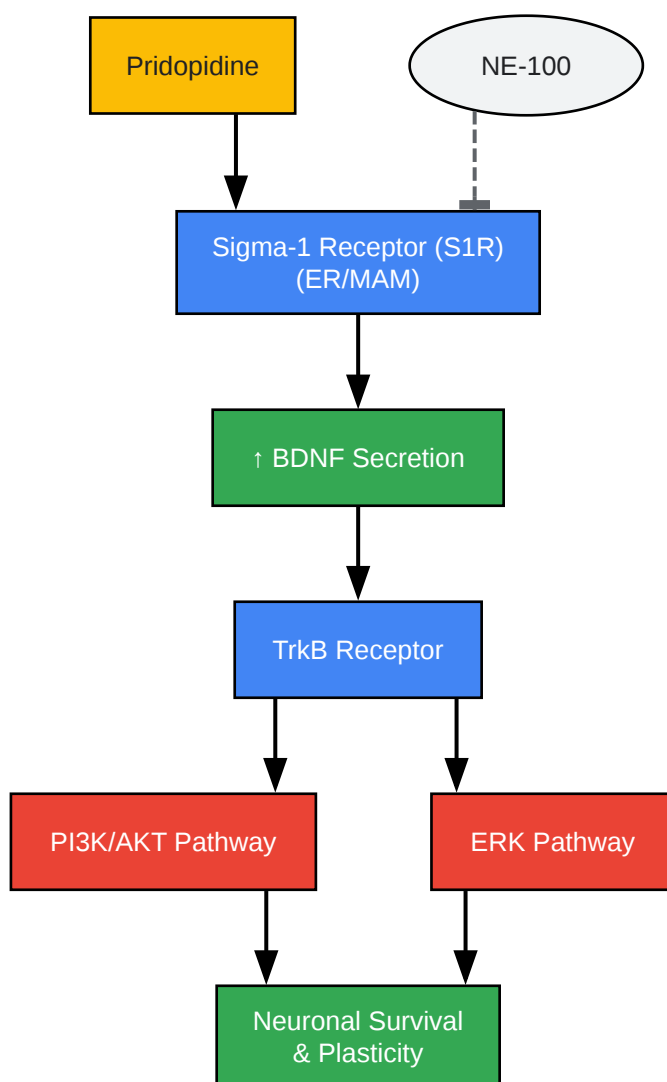 Pridopidine
NE-100
Sigma-1 Receptor (S1R)
(ER/MAM)
↑ BDNF Secretion
TrkB Receptor
PI3K/AKT Pathway
ERK Pathway
Neuronal Survival
& Plasticity